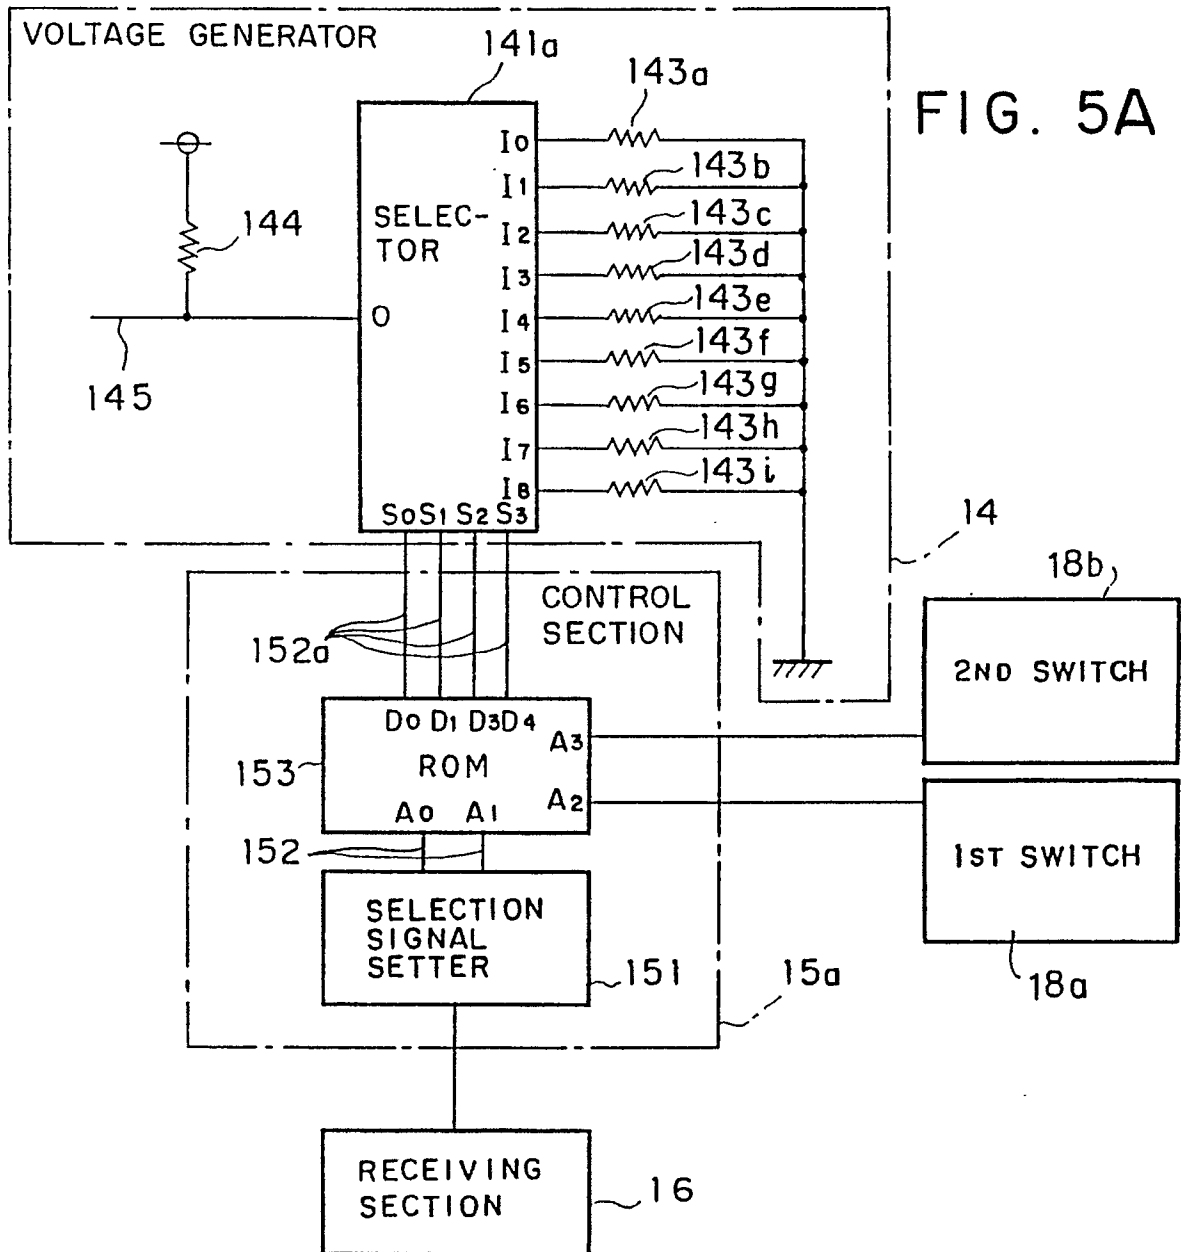 VOLTAGE GENERATOR
141a
143a
FIG. 5A
I0
143b
I1
143c
SELEC-
TOR
I2
144
143d
I3
143e
O
I4
143f
I5
145
143g
I6
143h
I7
143i
I8
S0 S1 S2 S3
14
18b
CONTROL
SECTION
152a
2ND SWITCH
D0 D1 D3 D4
A3
153
ROM
A2
A0 A1
152
1ST SWITCH
SELECTION
SIGNAL
SETTER
151
15a
18a
RECEIVING
SECTION
16